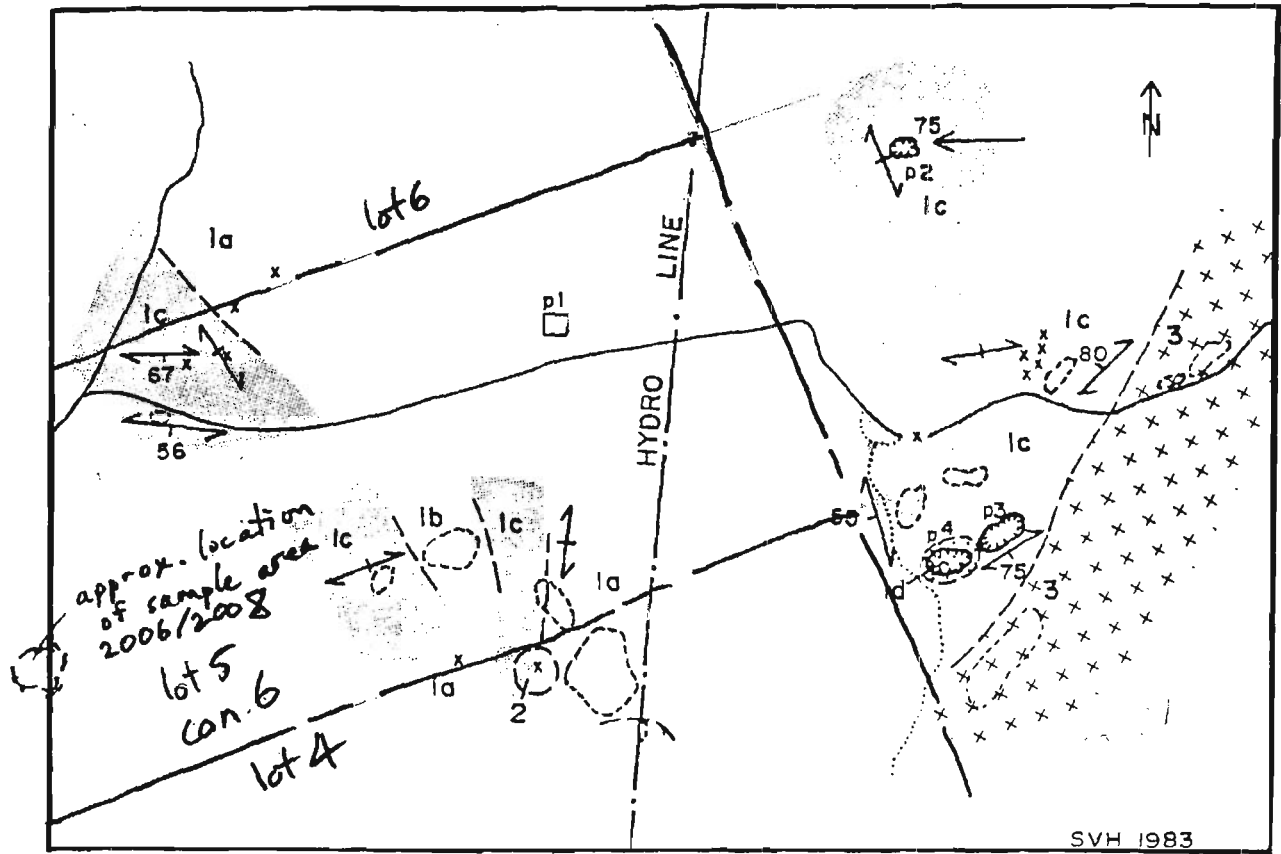 75
N
p2
1c
lot 6
1a
LINE
p1
1c
1c
3
67
80
56
HYDRO
1c
1b
1c
p3
p4
1c
approx. location
of sample area
2006/2008
1a
75
3
1d
lot 5
con. 6
1a
2
lot 4
SVH 1983